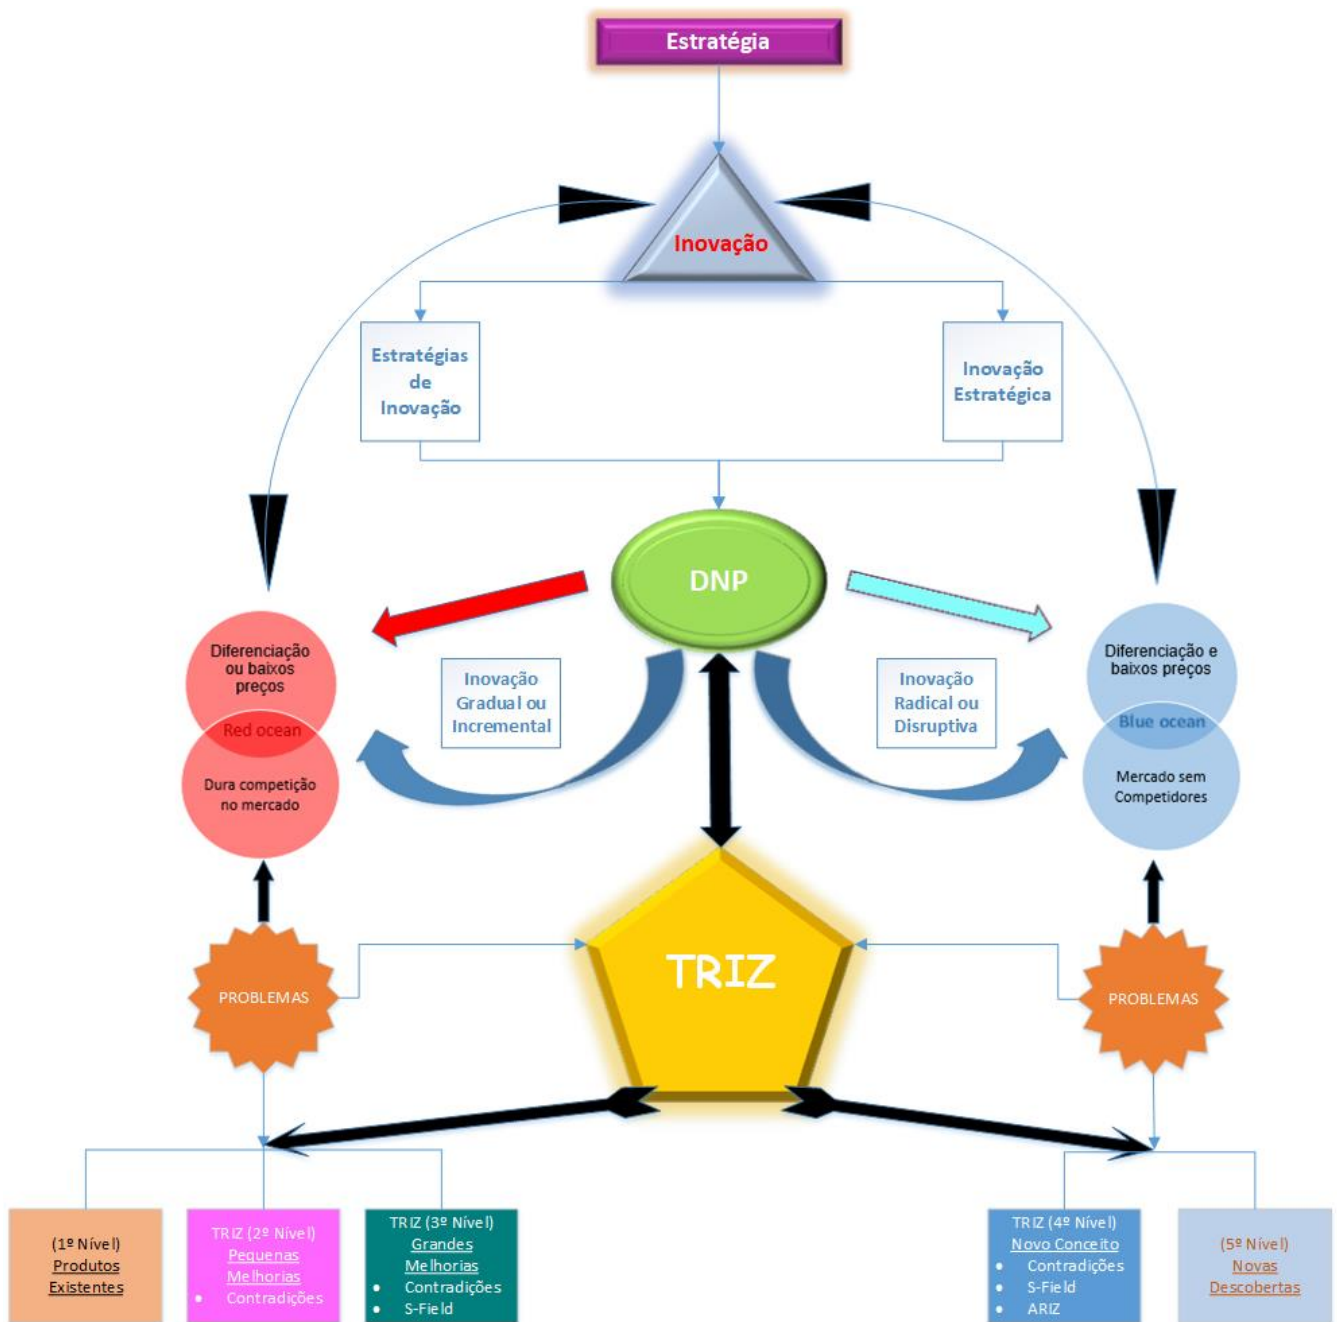 Estratégia
Inovação
Estratégias
de
Inovação
Inovação
Estratégica
DNP
Diferenciação
ou baixos
preços
Red ocean
Dura competição
no mercado
Inovação
Gradual ou
Incremental
Inovação
Radical ou
Disruptiva
Diferenciação e
baixos preços
Blue ocean
Mercado sem
Competidores
PROBLEMAS
TRIZ
PROBLEMAS
(1º Nível)
Produtos
Existentes
TRIZ (2º Nível)
Pequenas
Melhorias
• Contradições
TRIZ (3º Nível)
Grandes
Melhorias
• Contradições
• S-Field
TRIZ (4º Nível)
Novo Conceito
• Contradições
• S-Field
• ARIZ
(5º Nível)
Novas
Descobertas